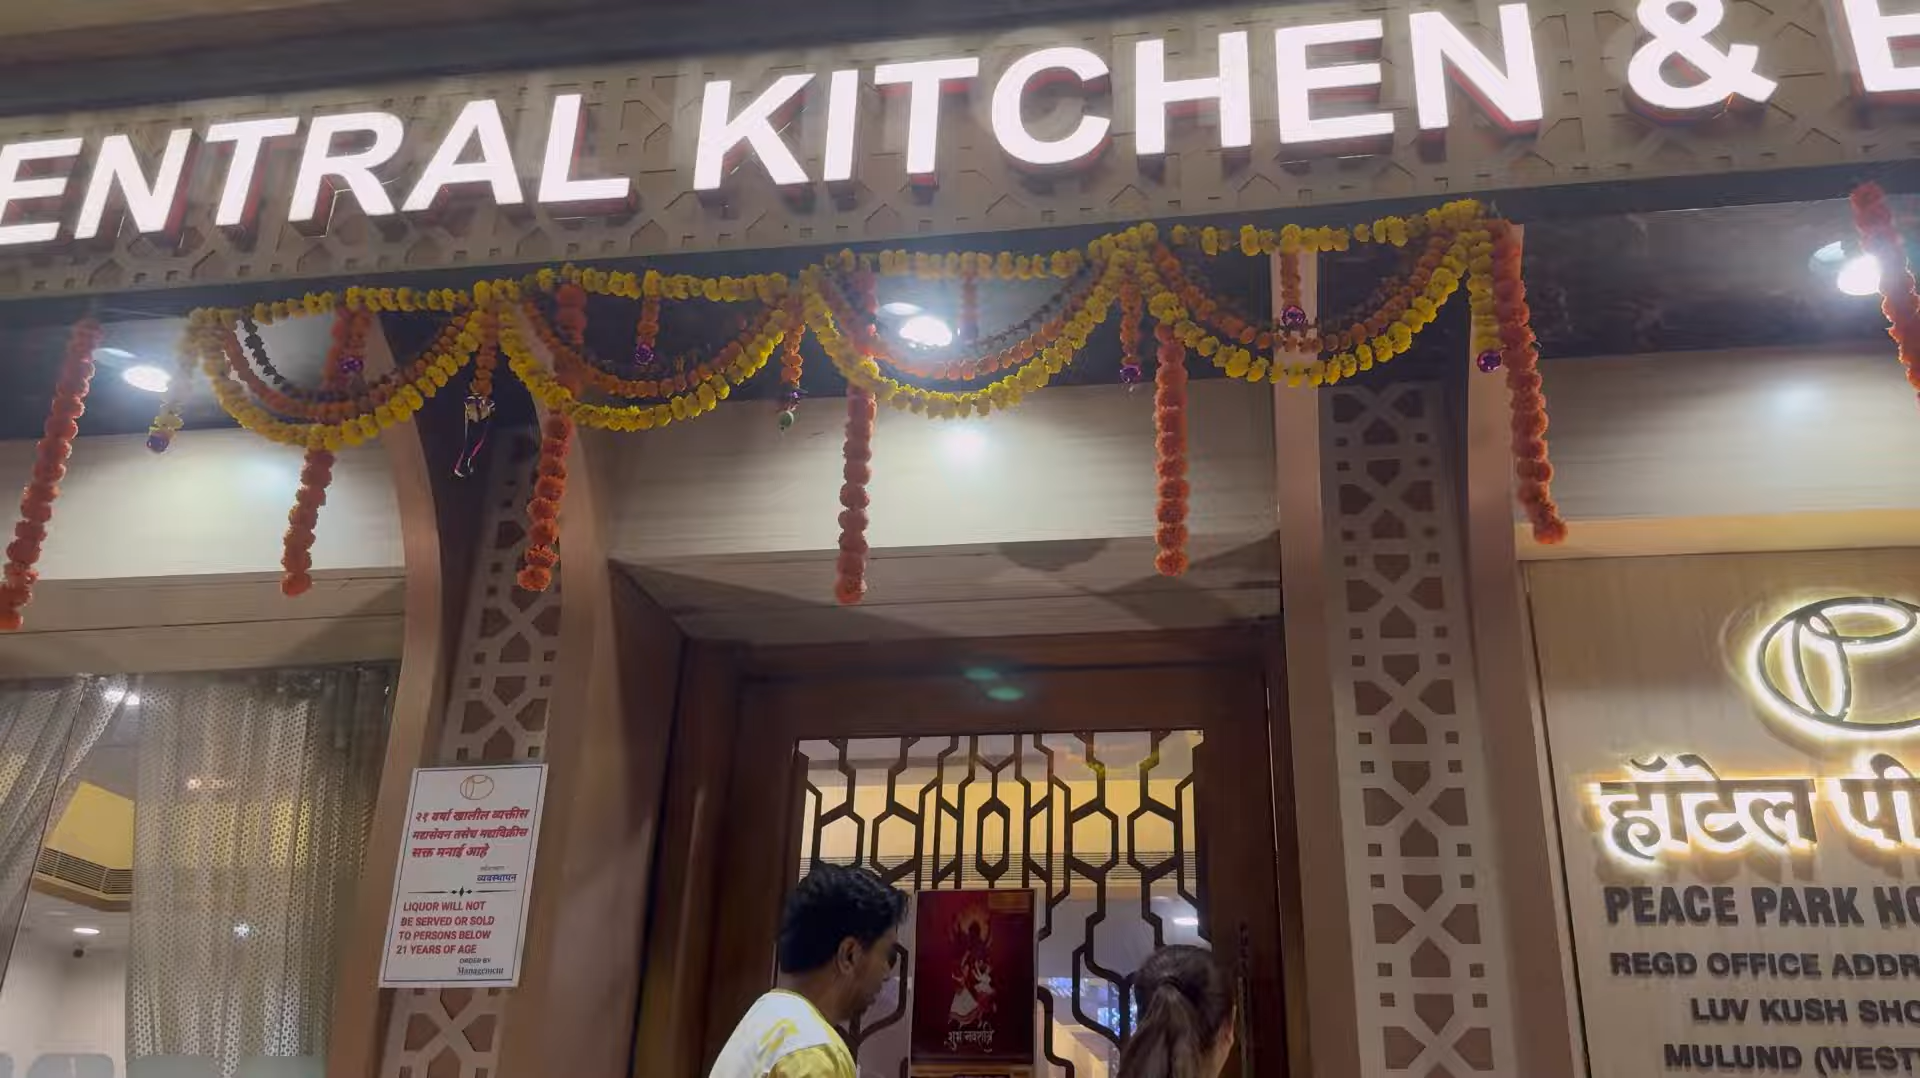 ENTRAL KITCHEN & B
२१ वर्षा खालील व्यक्तीस
मद्यसेवन तसेच मद्यविक्रीस
सक्त मनाई आहे
व्यवस्थापन
LIQUOR WILL NOT
BE SERVED OR SOLD
TO PERSONS BELOW
21 YEARS OF AGE
ORDER BY
Management
शुभ नवरात्रि
हॉटेल पी
PEACE PARK HO
REGD OFFICE ADDR
LUV KUSH SHO
MULUND (WEST